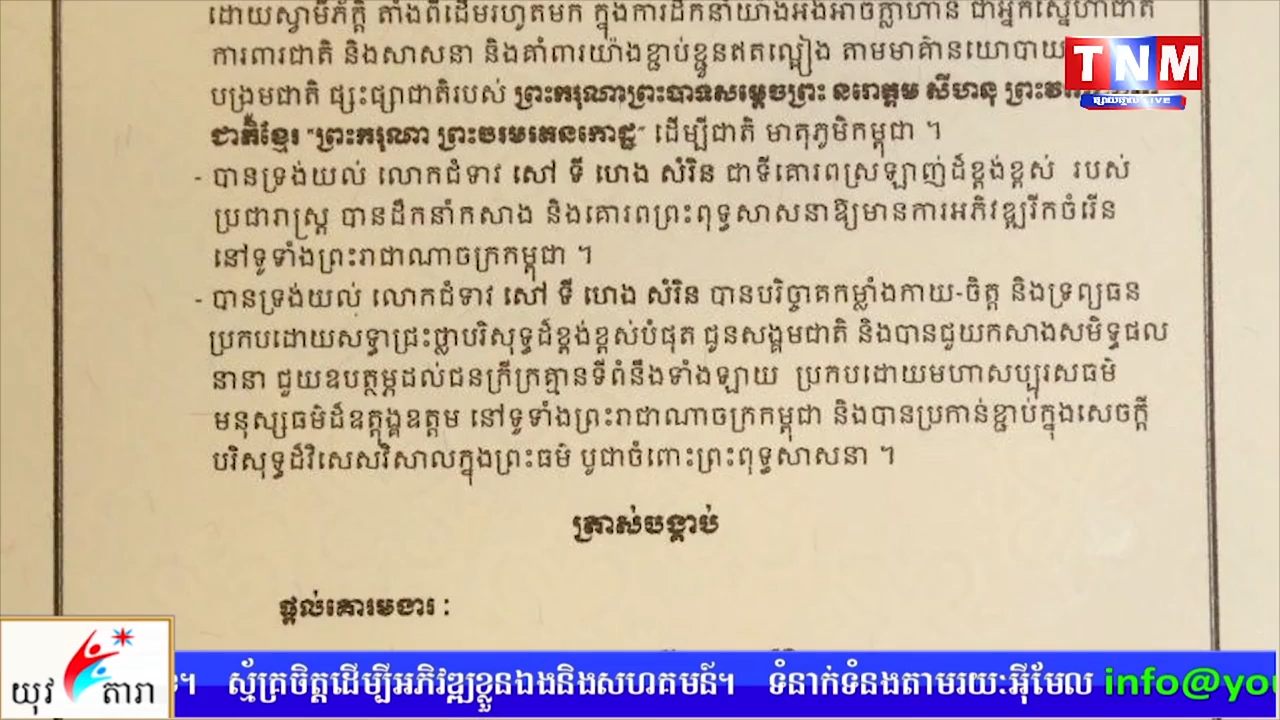 ដោយស្វាមីភ័ក្តិ តាំងពីដើមរហូតមក ក្នុងការដឹកនាំយ៉ាងអង់អាចក្លាហាន ជាអ្នកស្នេហាជាតិ
ការពារជាតិ និងសាសនា និងគាំពារយ៉ាងខ្ជាប់ខ្ជួនឥតល្អៀង តាមមាគ៌ានយោបាយ
TNM
ផ្សាយផ្ទាល់ LIVE
បង្រួមជាតិ ផ្សះផ្សាជាតិរបស់ ព្រះករុណាព្រះបាទសម្តេចព្រះ នរោត្តម សីហនុ
ជាតិខ្មែរ "ព្រះករុណា ព្រះបរមរតនកោដ្ឋ" ដើម្បីជាតិ មាតុភូមិកម្ពុជា ។
- បានទ្រង់យល់ លោកជំទាវ សៅ ទី ហេង សំរិន ជាទីគោរពស្រឡាញ់ដ៏ខ្ពង់ខ្ពស់ របស់
ប្រជារាស្ត្រ បានដឹកនាំកសាង និងគោរពព្រះពុទ្ធសាសនាឱ្យមានការអភិវឌ្ឍរីកចំរើន
នៅទូទាំងព្រះរាជាណាចក្រកម្ពុជា ។
- បានទ្រង់យល់ លោកជំទាវ សៅ ទី ហេង សំរិន បានបរិច្ចាគកម្លាំងកាយ-ចិត្ត និងទ្រព្យធន
ប្រកបដោយសទ្ធាជ្រះថ្លាបរិសុទ្ធដ៏ខ្ពង់ខ្ពស់បំផុត ជូនសង្គមជាតិ និងបានជួយកសាងសមិទ្ធផល
នានា ជួយឧបត្ថម្ភដល់ជនក្រីក្រគ្មានទីពំនឹងទាំងឡាយ ប្រកបដោយមហាសប្បុរសធម៌
មនុស្សធម៌ដ៏ឧត្តុង្គឧត្តម នៅទូទាំងព្រះរាជាណាចក្រកម្ពុជា និងបានប្រកាន់ខ្ជាប់ក្នុងសេចក្តី
បរិសុទ្ធដ៏វិសេសវិសាលក្នុងព្រះធម៌ បូជាចំពោះព្រះពុទ្ធសាសនា ។
ត្រាស់បង្គាប់
ផ្តល់គោរមងារ :
យុវ តារា
ស្ម័គ្រចិត្តដើម្បីអភិវឌ្ឍខ្លួនឯងនិងសហគមន៍។ ទំនាក់ទំនងតាមរយៈអ៊ីមែល info@you